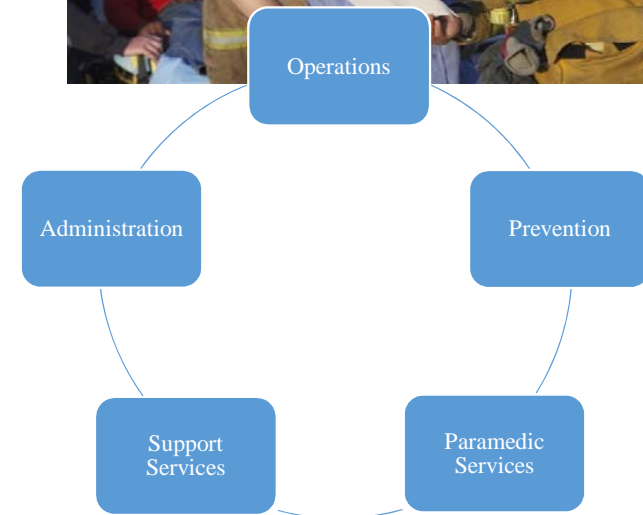 Operations
Administration
Prevention
Support
Services
Paramedic
Services